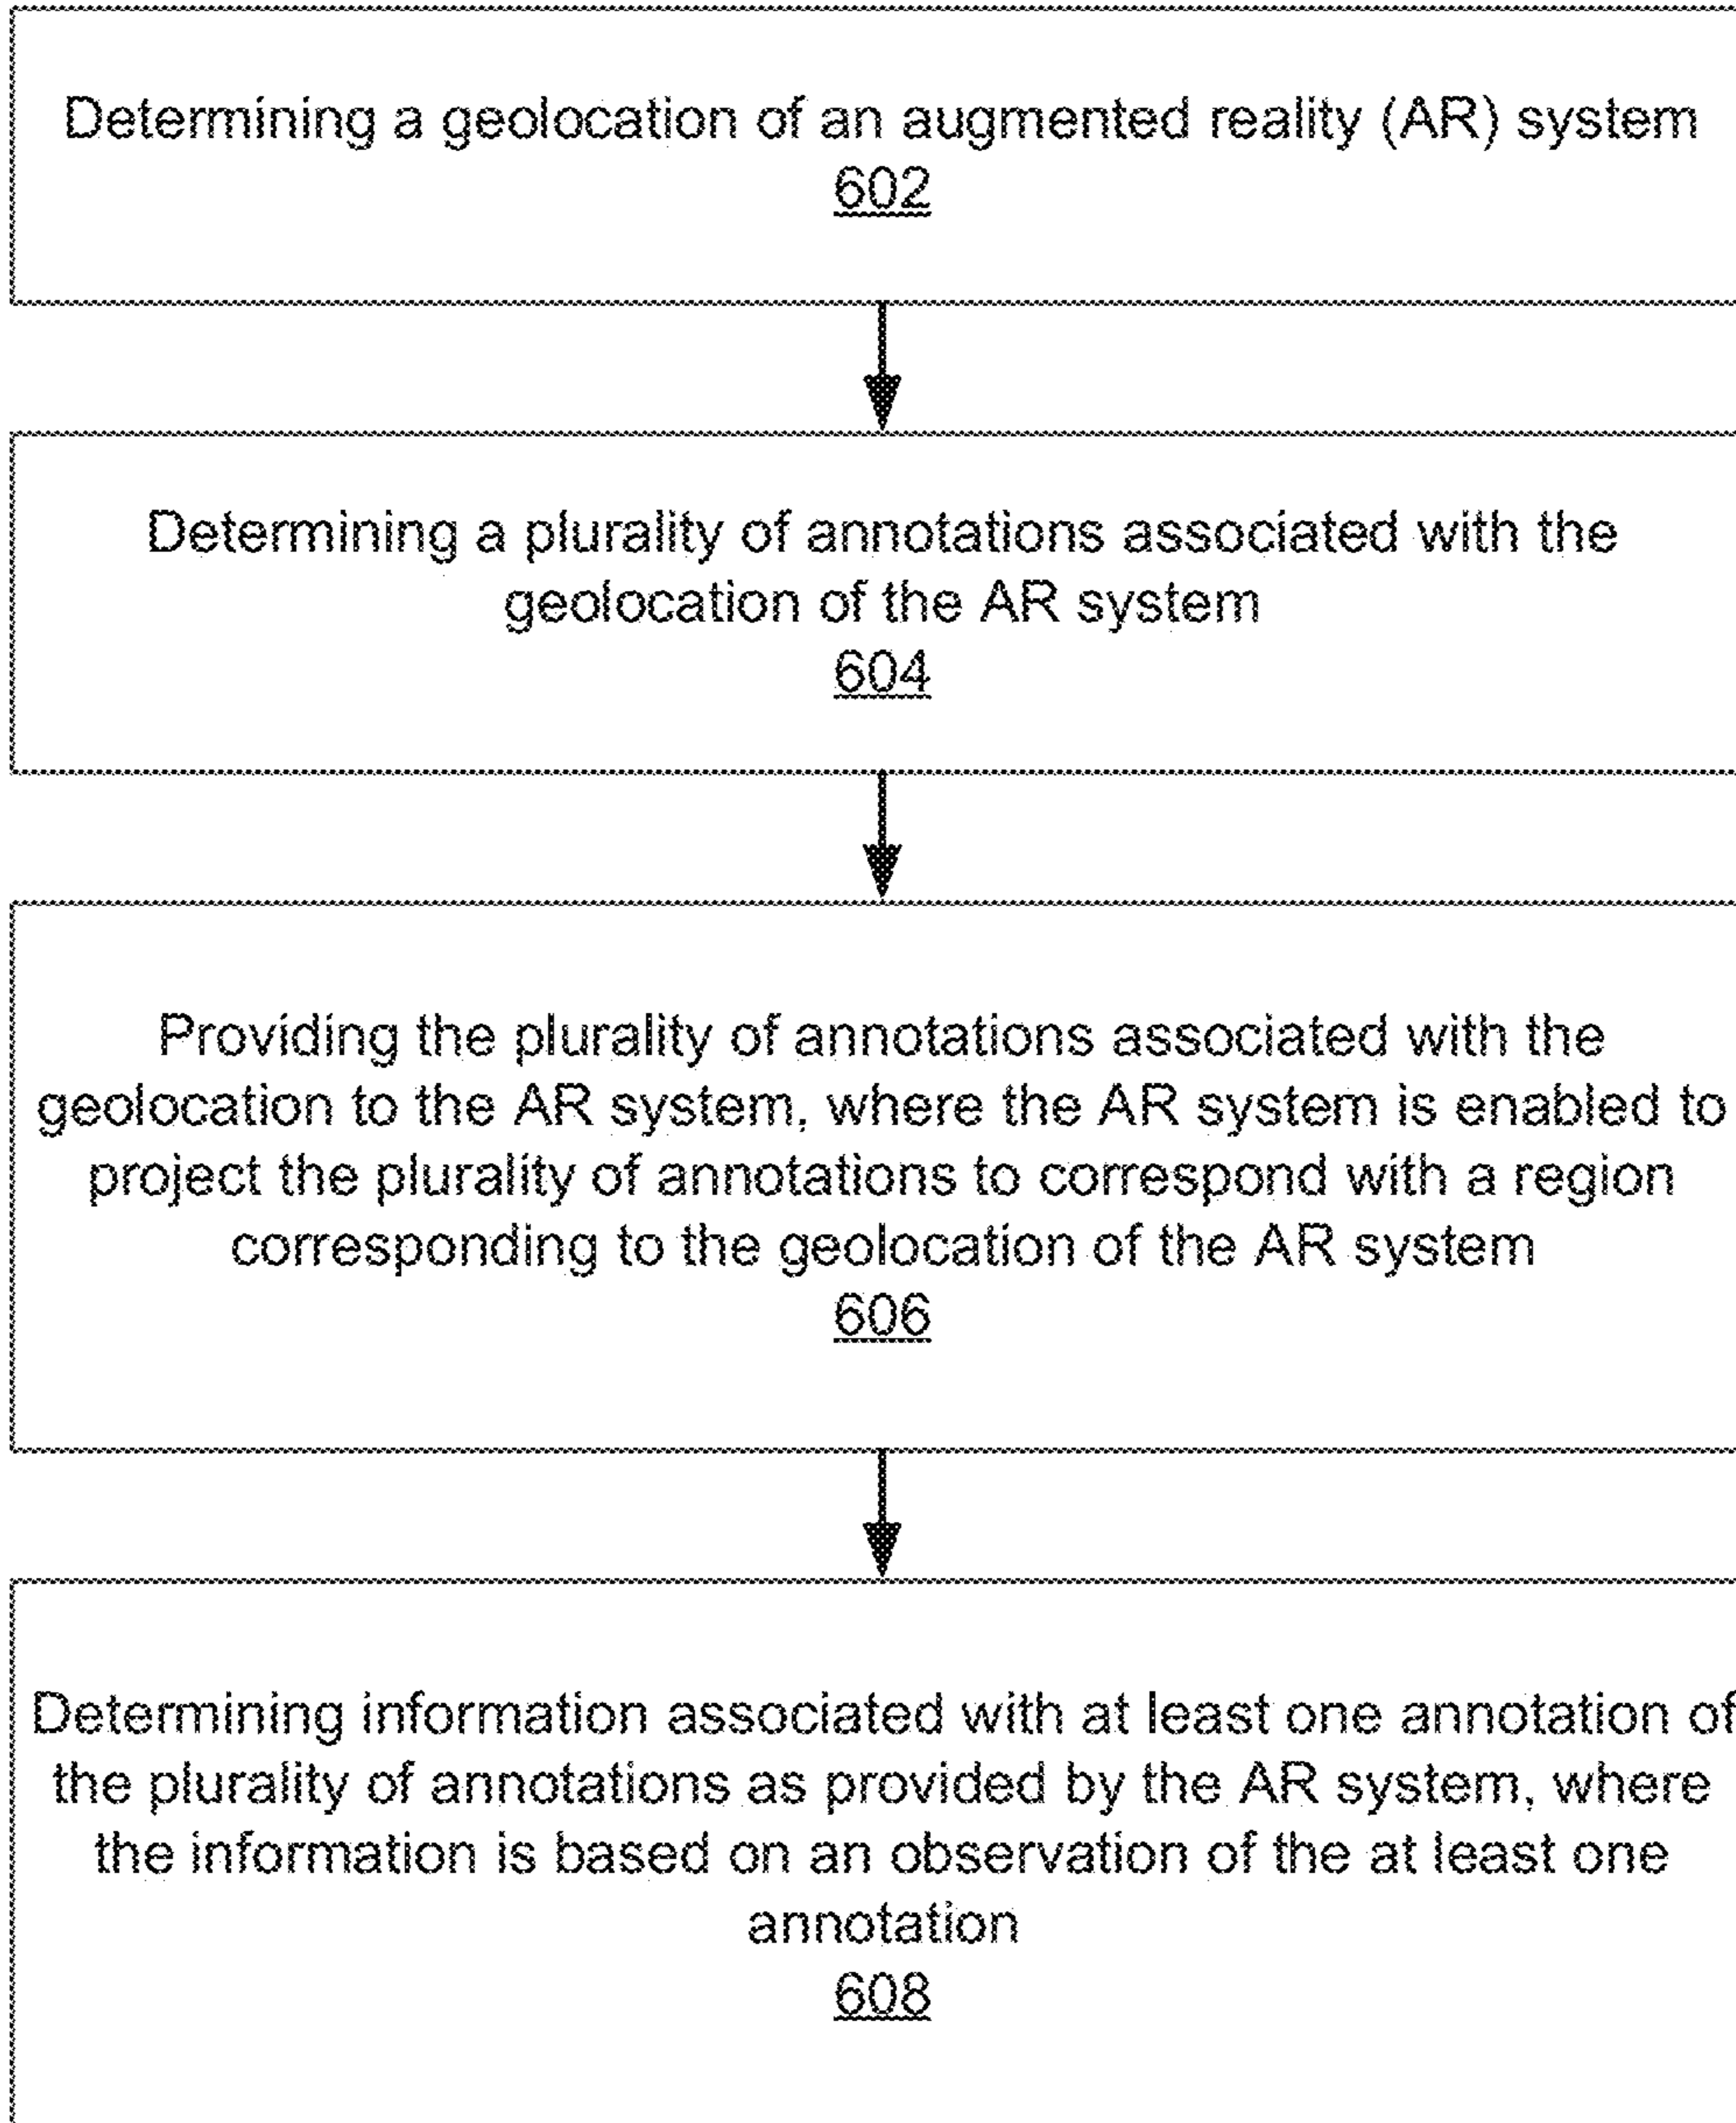 Determining a geolocation of an augmented reality (AR) system
602
Determining a plurality of annotations associated with the
geolocation of the AR system
604
Providing the plurality of annotations associated with the
geolocation to the AR system, where the AR system is enabled to
project the plurality of annotations to correspond with a region
corresponding to the geolocation of the AR system
606
Determining information associated with at least one annotation of
the plurality of annotations as provided by the AR system, where
the information is based on an observation of the at least one
annotation
608